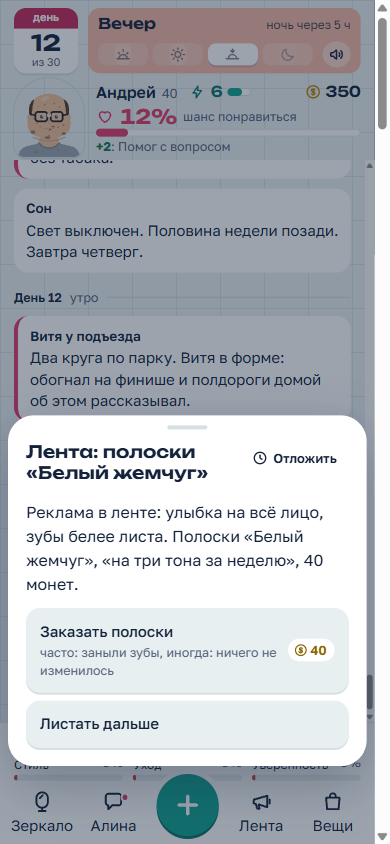 день
12
из 30
Вечер
ночь через 5 ч
Андрей 40
6
350
12% шанс понравиться
+2: Помог с вопросом
без табака.
Сон
Свет выключен. Половина недели позади.
Завтра четверг.
День 12 утро
Витя у подъезда
Два круга по парку. Витя в форме:
обогнал на финише и полдороги домой
об этом рассказывал.
Лента: полоски
«Белый жемчуг»
Отложить
Реклама в ленте: улыбка на всё лицо,
зубы белее листа. Полоски «Белый
жемчуг», «на три тона за неделю», 40
монет.
Заказать полоски
часто: заныли зубы, иногда: ничего не
изменилось
40
Листать дальше
Стиль
Уход
Уверенность
Зеркало
Алина
Лента
Вещи